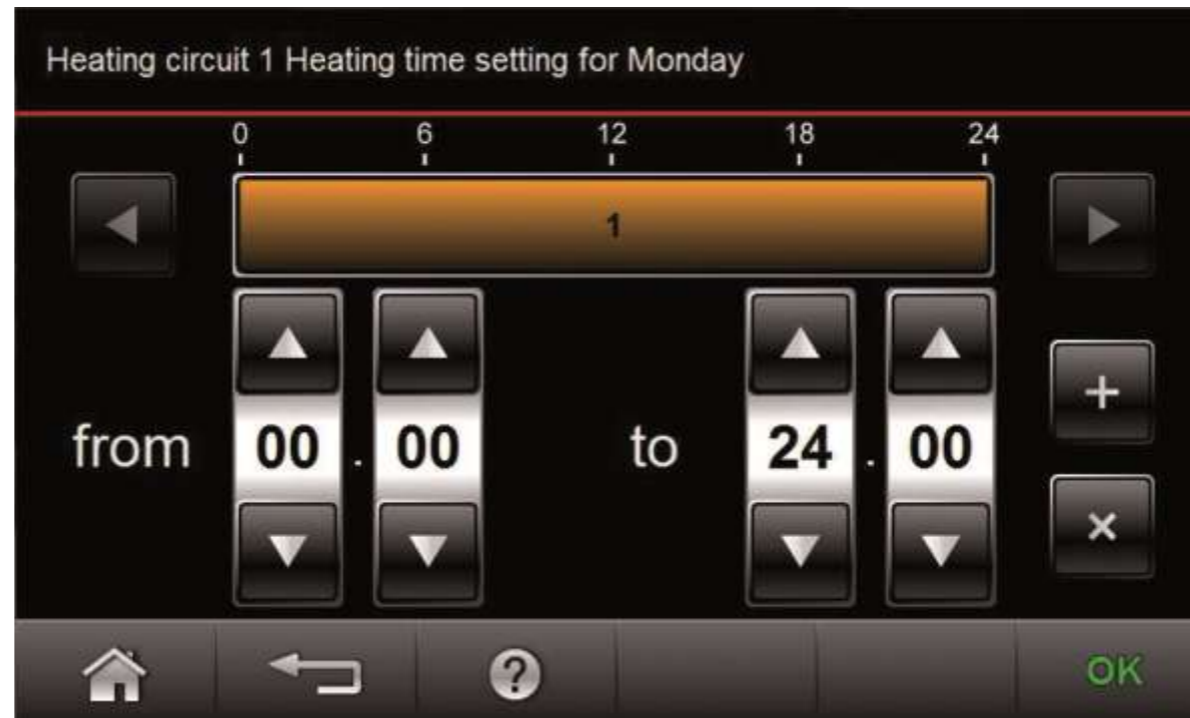 Heating circuit 1 Heating time setting for Monday
0 6 12 18 24
1
from 00 . 00 to 24 . 00
+
×
?
OK